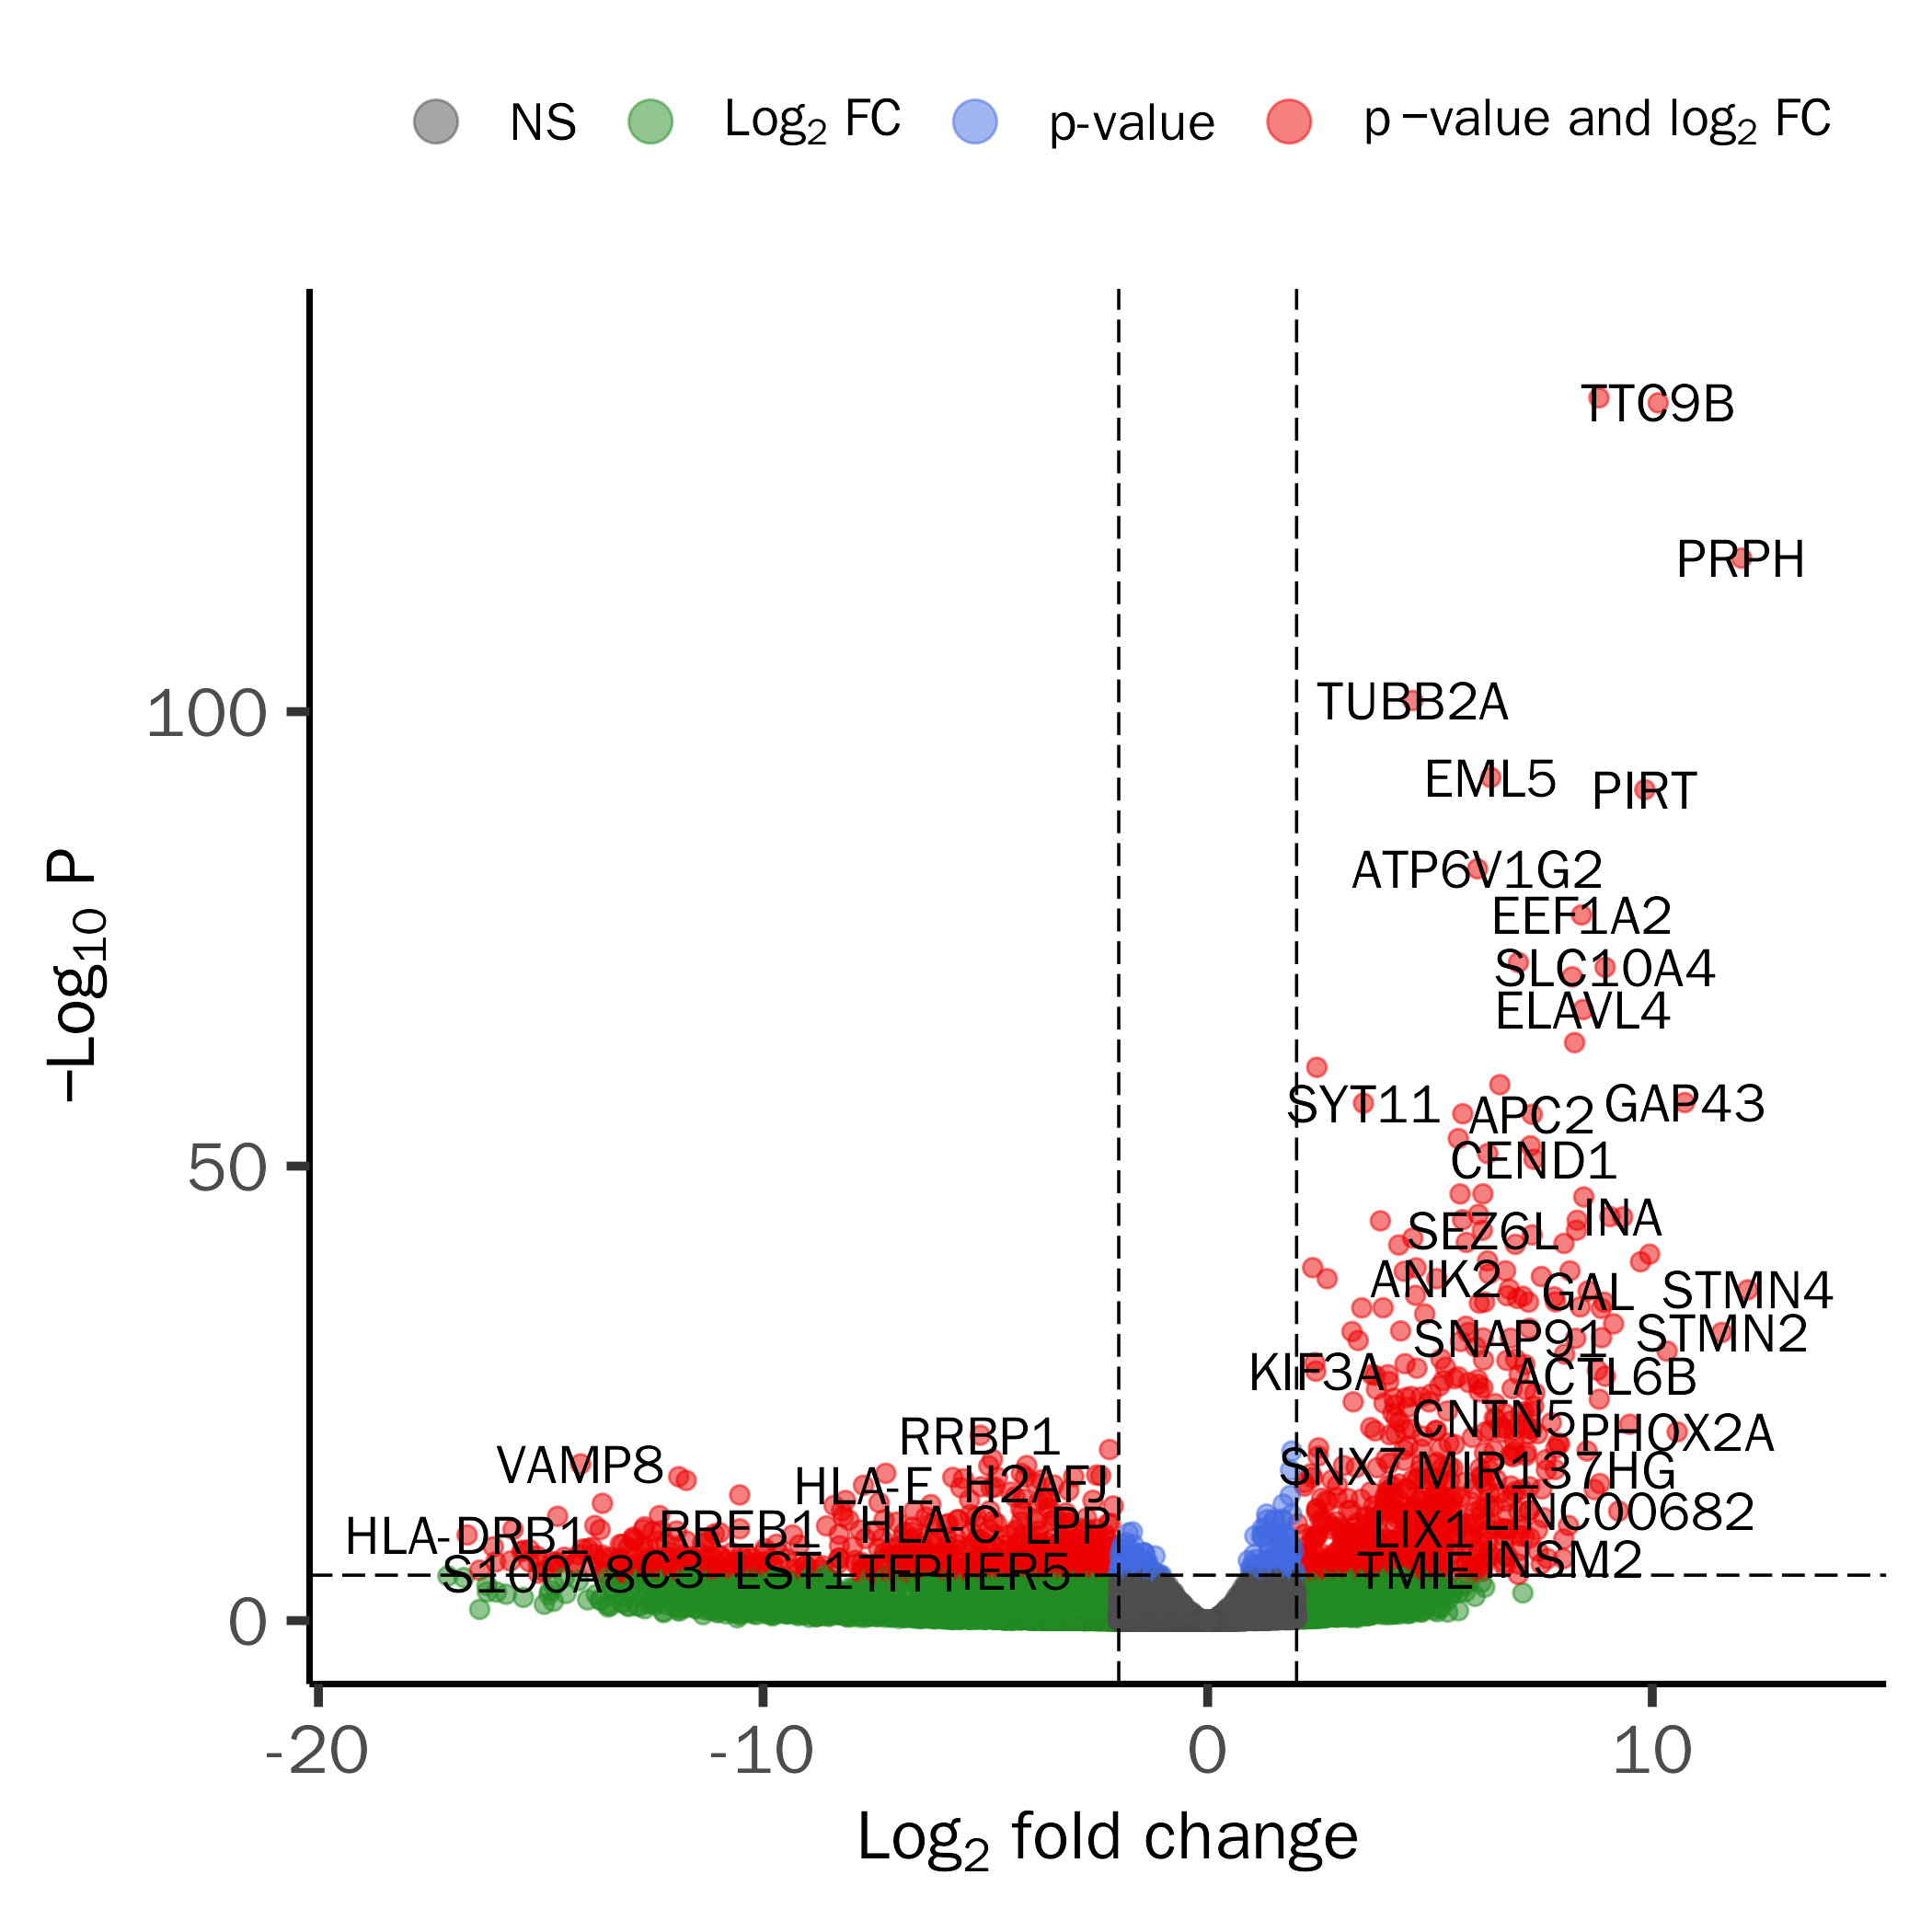 NS Log2 FC p-value p −value and log2 FC
TTC9B
PRPH
TUBB2A
100
EML5 PIRT
ATP6V1G2
EEF1A2
SLC10A4
ELAVL4
−Log10 P
SYT11 APC2 GAP43
50
CEND1
INA
SEZ6L
ANK2 GAL STMN4
SNAP91 STMN2
KIF3A ACTL6B
CNTN5 PHOX2A
RRBP1
VAMP8 SNX7 MIR137HG
HLA-E H2AFJ
LINC00682
HLA-DRB1 RREB1 HLA-C LPP LIX1
INSM2
S100A8 C3 LST1 TFPI HER5 TMIE
0
-20 -10 0 10
Log2 fold change